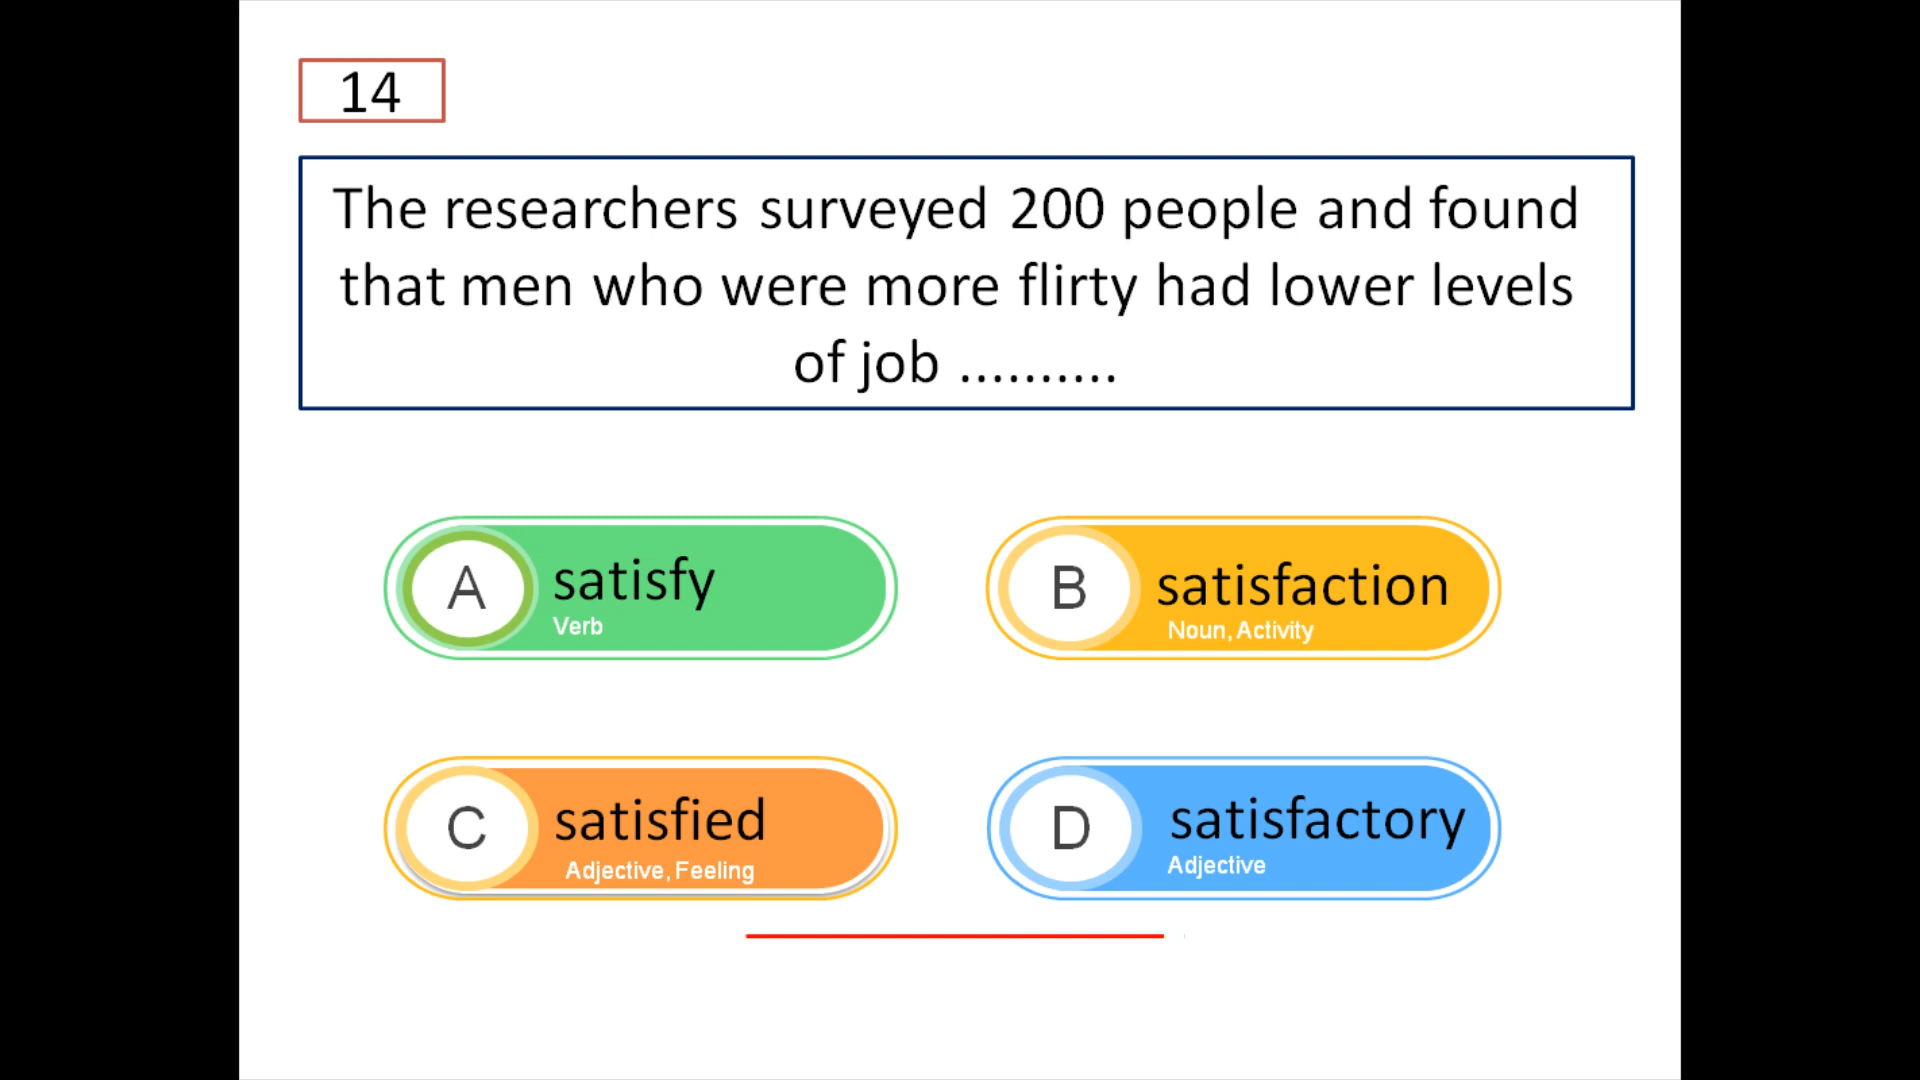 14
The researchers surveyed 200 people and found
that men who were more flirty had lower levels
of job ..........
A satisfy
Verb
B satisfaction
Noun, Activity
C satisfied
Adjective, Feeling
D satisfactory
Adjective